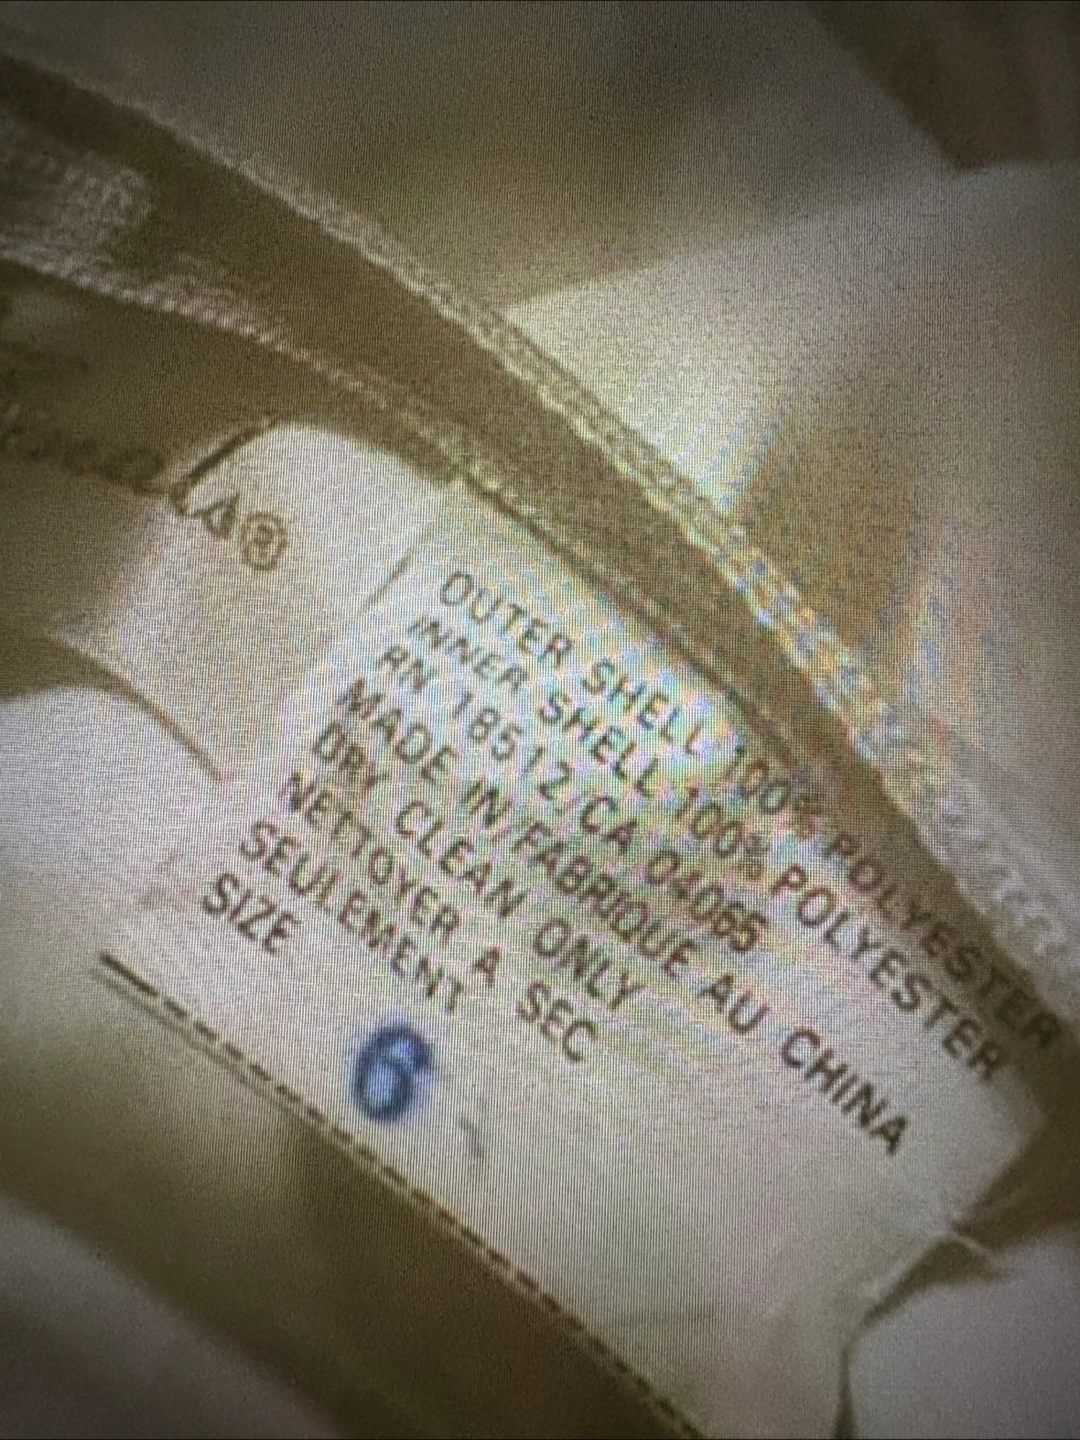 A®
OUTER SHELL 100% POLYESTER
INNER SHELL 100% POLYESTER
RN 18512/CA 04065
MADE IN/FABRIQUE AU CHINA
DRY CLEAN ONLY
NETTOYER A SEC
SEULEMENT
SIZE
6